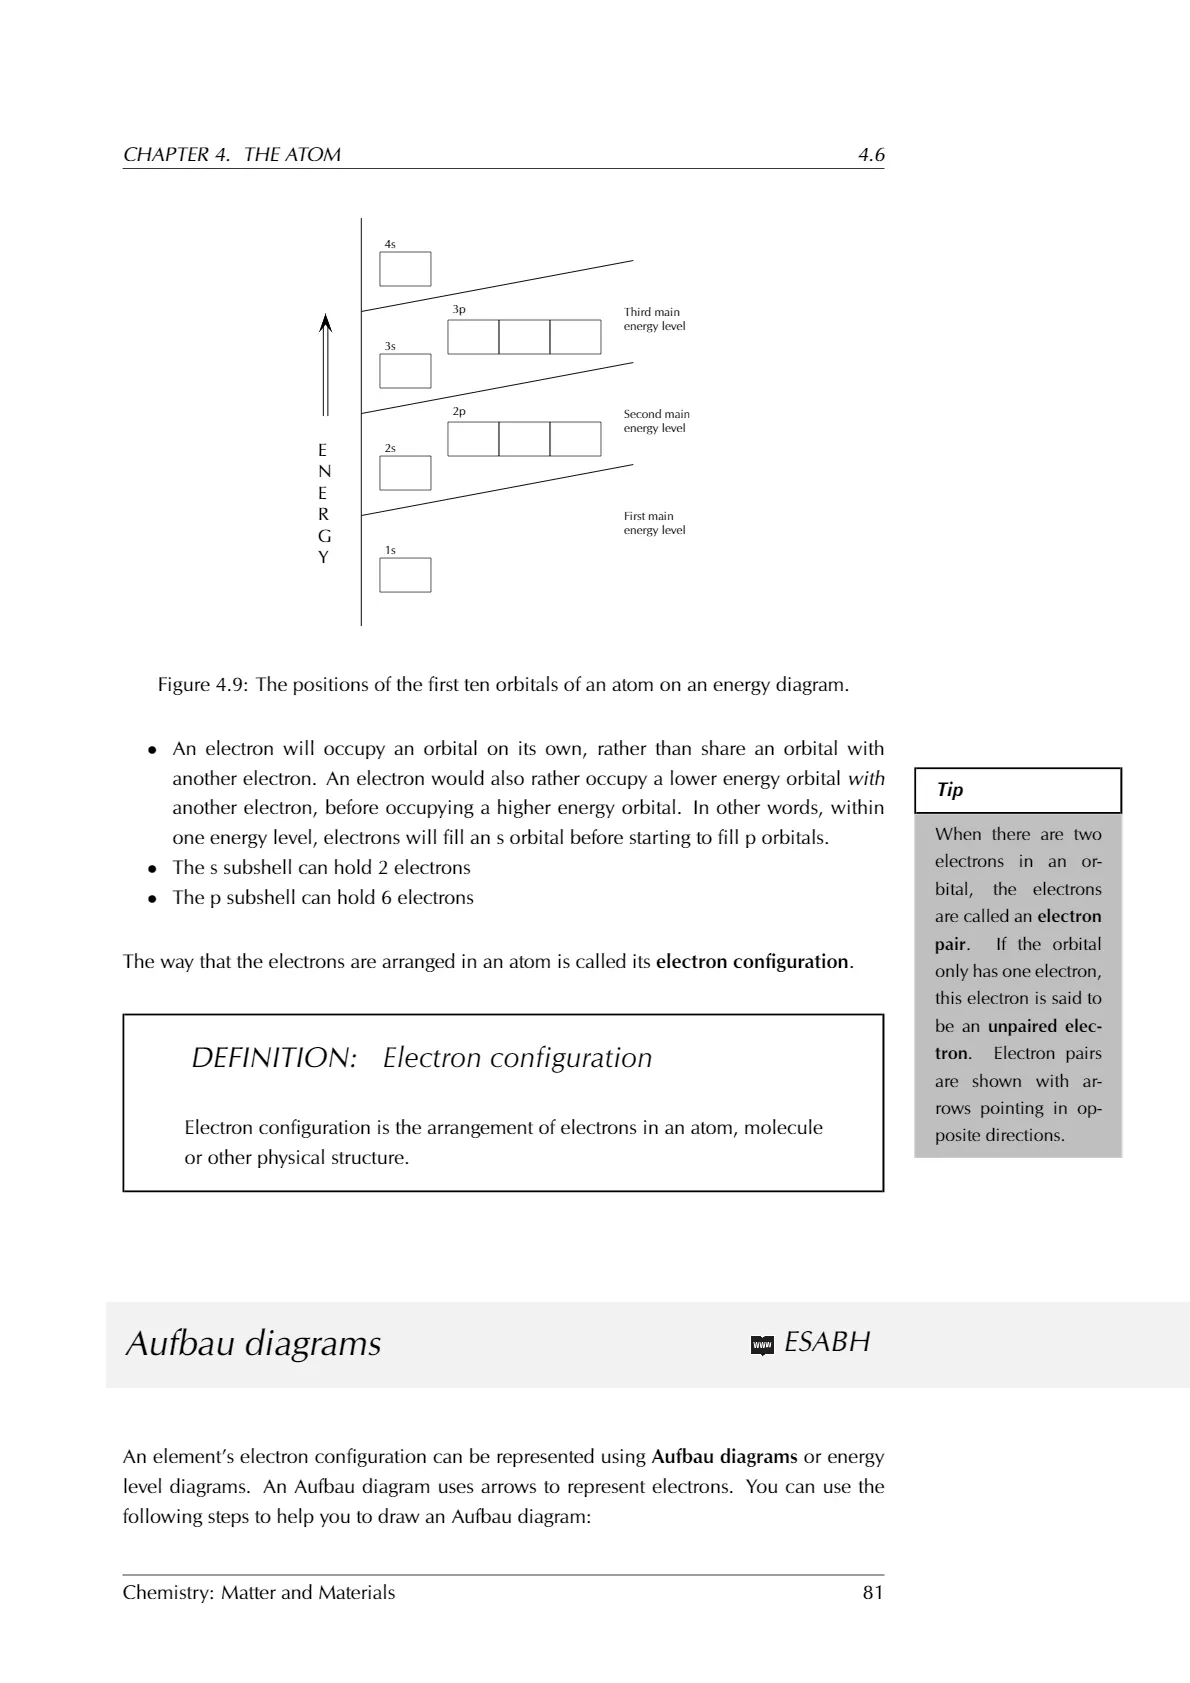 CHAPTER 4. THE ATOM 4.6
4s
3p
Third main
energy level
3s
2p
Second main
energy level
2s
First main
energy level
1s
E
N
E
R
G
Y
Figure 4.9: The positions of the first ten orbitals of an atom on an energy diagram.
• An electron will occupy an orbital on its own, rather than share an orbital with
another electron. An electron would also rather occupy a lower energy orbital with
another electron, before occupying a higher energy orbital. In other words, within
one energy level, electrons will fill an s orbital before starting to fill p orbitals.
• The s subshell can hold 2 electrons
• The p subshell can hold 6 electrons
The way that the electrons are arranged in an atom is called its electron configuration.
Tip
When there are two
electrons in an or-
bital, the electrons
are called an electron
pair. If the orbital
only has one electron,
this electron is said to
be an unpaired elec-
tron. Electron pairs
are shown with ar-
rows pointing in op-
posite directions.
DEFINITION: Electron configuration
Electron configuration is the arrangement of electrons in an atom, molecule
or other physical structure.
Aufbau diagrams www ESABH
An element's electron configuration can be represented using Aufbau diagrams or energy
level diagrams. An Aufbau diagram uses arrows to represent electrons. You can use the
following steps to help you to draw an Aufbau diagram:
Chemistry: Matter and Materials 81